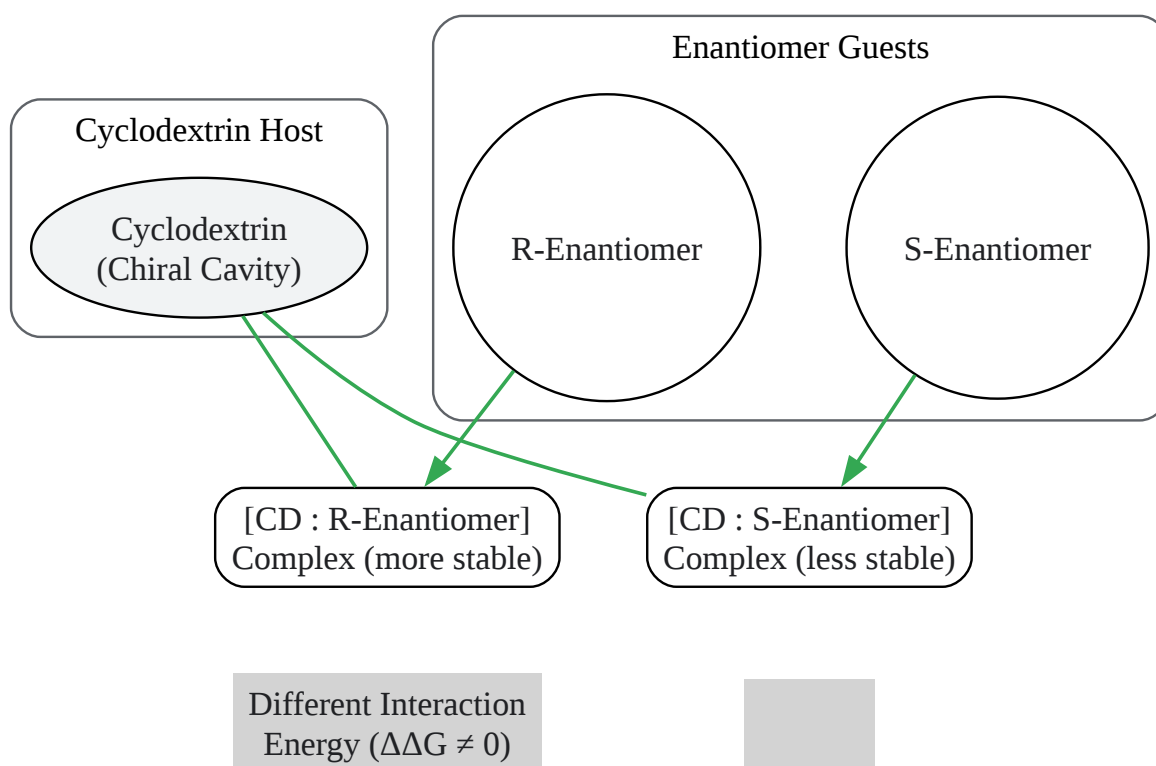 Enantiomer Guests
Cyclodextrin Host
Cyclodextrin
(Chiral Cavity)
R-Enantiomer
S-Enantiomer
[CD : R-Enantiomer]
Complex (more stable)
[CD : S-Enantiomer]
Complex (less stable)
Different Interaction
Energy (ΔΔG ≠ 0)